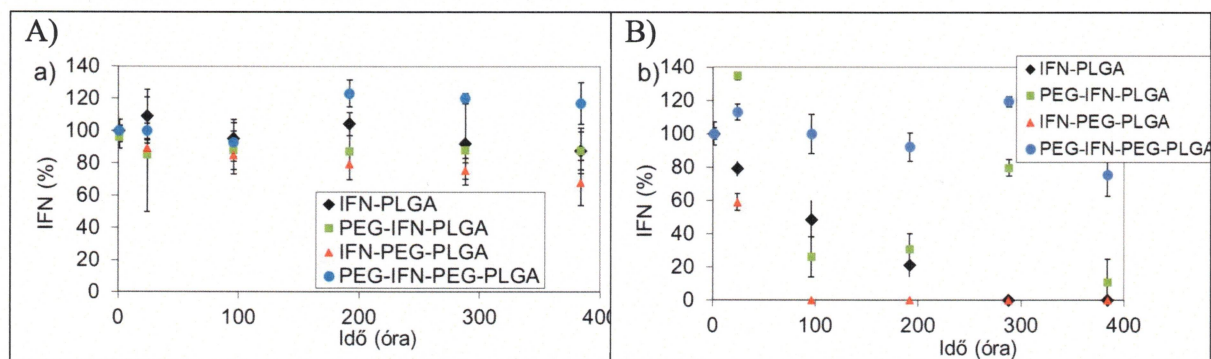 A)
a)
IFN (%)
140
120
100
80
60
40
20
0
IFN-PLGA
PEG-IFN-PLGA
IFN-PEG-PLGA
PEG-IFN-PEG-PLGA
0 100 200 300 400
Idő (óra)
B)
b)
IFN (%)
140
120
100
80
60
40
20
0
IFN-PLGA
PEG-IFN-PLGA
IFN-PEG-PLGA
PEG-IFN-PEG-PLGA
0 100 200 300 400
Idő (óra)